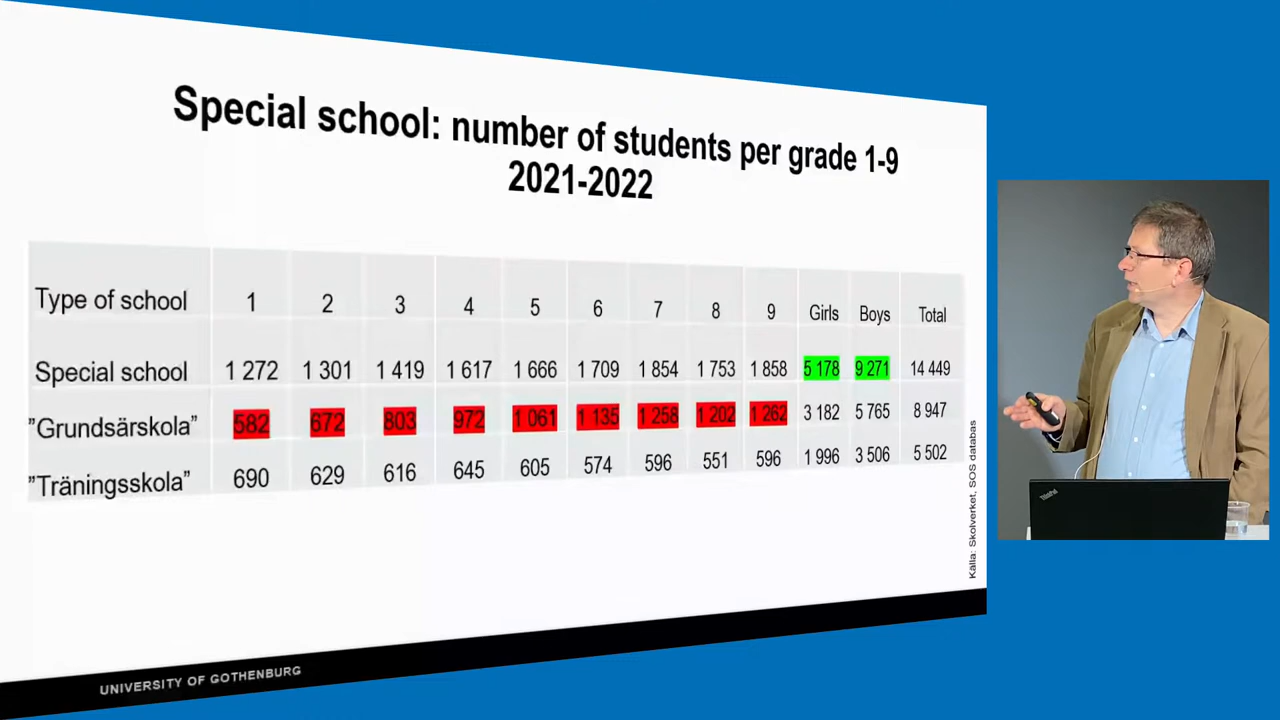 Special school: number of students per grade 1-9
2021-2022
Type of school 1 2 3 4 5 6 7 8 9 Girls Boys Total
Special school 1 272 1 301 1 419 1 617 1 666 1 709 1 854 1 753 1 858 5 178 9 271 14 449
”Grundsärskola” 582 672 803 972 1 061 1 135 1 258 1 202 1 262 3 182 5 765 8 947
”Träningsskola” 690 629 616 645 605 574 596 551 596 1 996 3 506 5 502
Källa: Skolverket, SOS databas
UNIVERSITY OF GOTHENBURG
ThinkPad